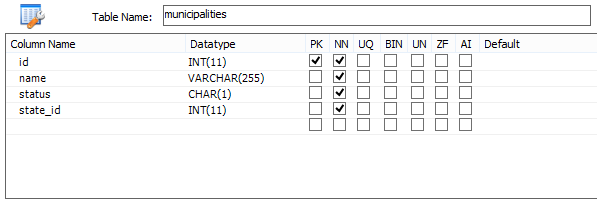 Table Name: municipalities
Column Name Datatype PK NN UQ BIN UN ZF AI Default
id INT(11)
name VARCHAR(255)
status CHAR(1)
state_id INT(11)